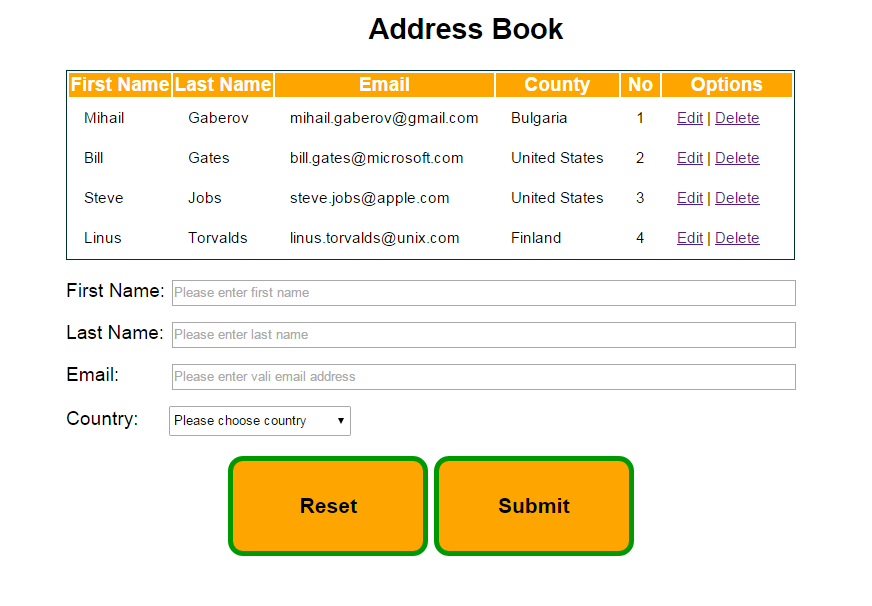 Address Book
First Name Last Name Email County No Options
Mihail Gaberov mihail.gaberov@gmail.com Bulgaria 1 Edit | Delete
Bill Gates bill.gates@microsoft.com United States 2 Edit | Delete
Steve Jobs steve.jobs@apple.com United States 3 Edit | Delete
Linus Torvalds linus.torvalds@unix.com Finland 4 Edit | Delete
First Name: Please enter first name
Last Name: Please enter last name
Email: Please enter vali email address
Country: Please choose country
Reset Submit